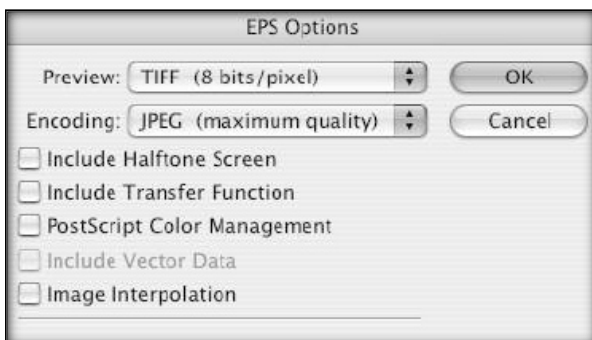 EPS Options
Preview: TIFF (8 bits/pixel) OK
Encoding: JPEG (maximum quality) Cancel
Include Halftone Screen
Include Transfer Function
PostScript Color Management
Include Vector Data
Image Interpolation